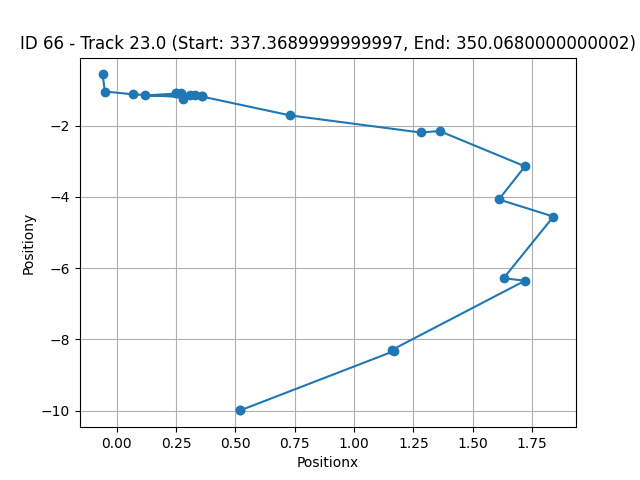 ID 66 - Track 23.0 (Start: 337.3689999999997, End: 350.0680000000002)
Positiony
−2
−4
−6
−8
−10
0.00 0.25 0.50 0.75 1.00 1.25 1.50 1.75
Positionx